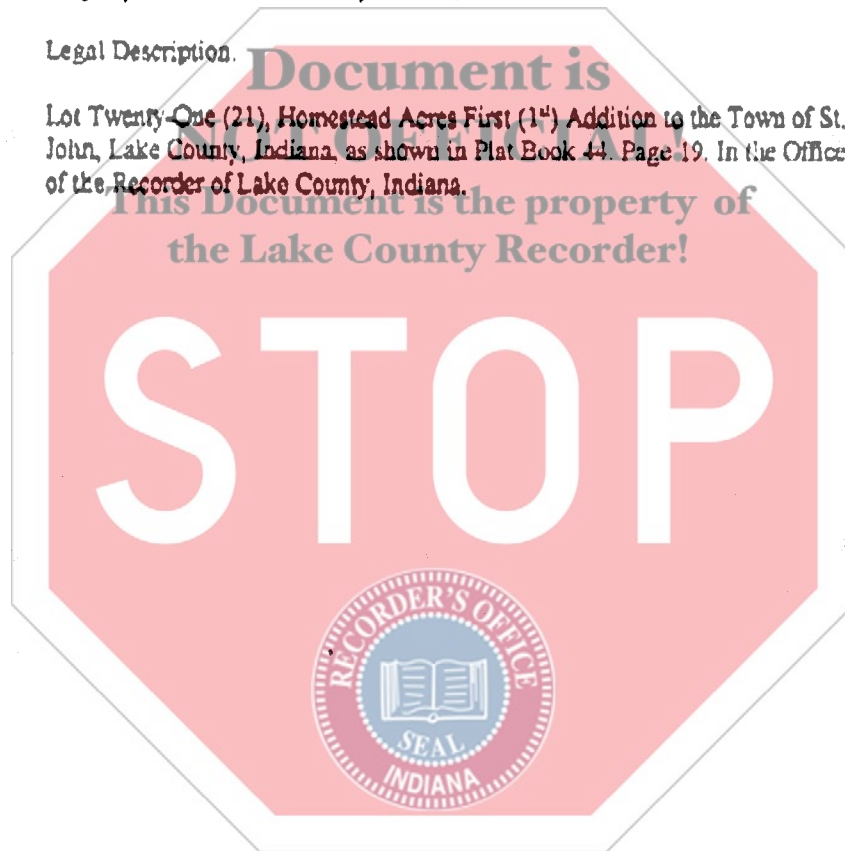 Legal Description.
Document is
Lot Twenty-One (21), Homestead Acres First (1st) Addition to the Town of St.
NOT OFFICIAL!
John, Lake County, Indiana, as shown in Plat Book 44. Page 19. In the Office
of the Recorder of Lake County, Indiana.
This Document is the property of
the Lake County Recorder!
STOP
RECORDER'S OFFICE
SEAL
INDIANA